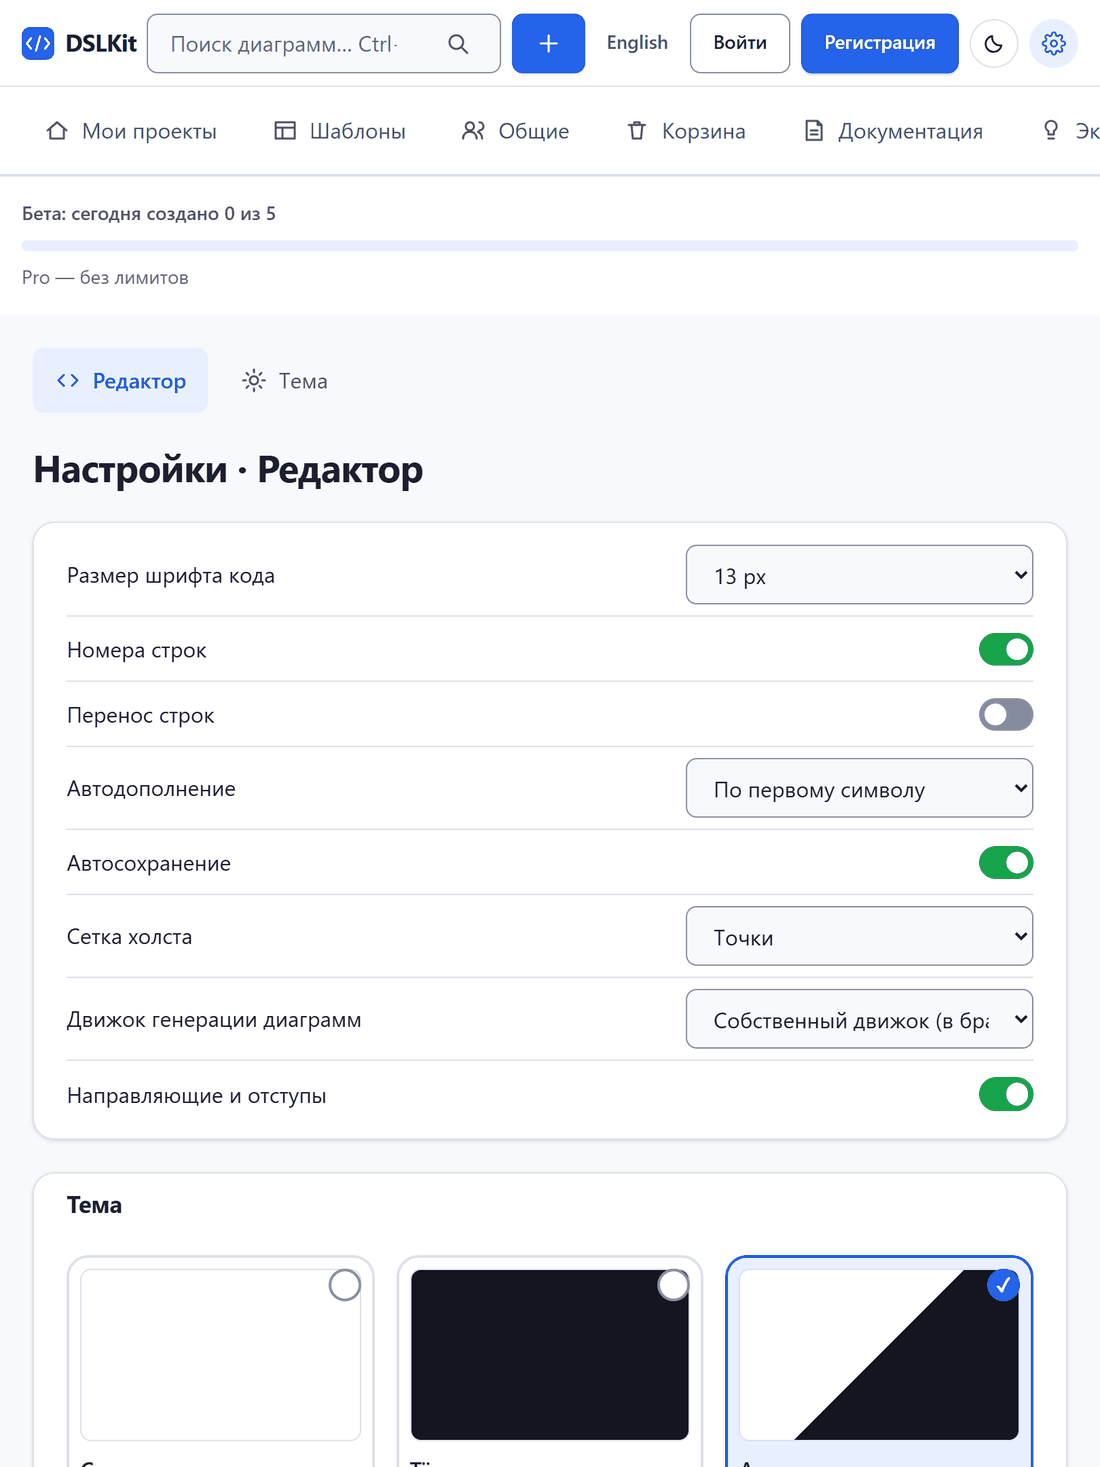 DSLKit
Поиск диаграмм... Ctrl
English
Войти
Регистрация
Мои проекты
Шаблоны
Общие
Корзина
Документация
Эк
Бета: сегодня создано 0 из 5
Pro — без лимитов
Редактор
Тема
Настройки · Редактор
Размер шрифта кода
13 px
Номера строк
Перенос строк
Автодополнение
По первому символу
Автосохранение
Сетка холста
Точки
Движок генерации диаграмм
Собственный движок (в бра
Направляющие и отступы
Тема